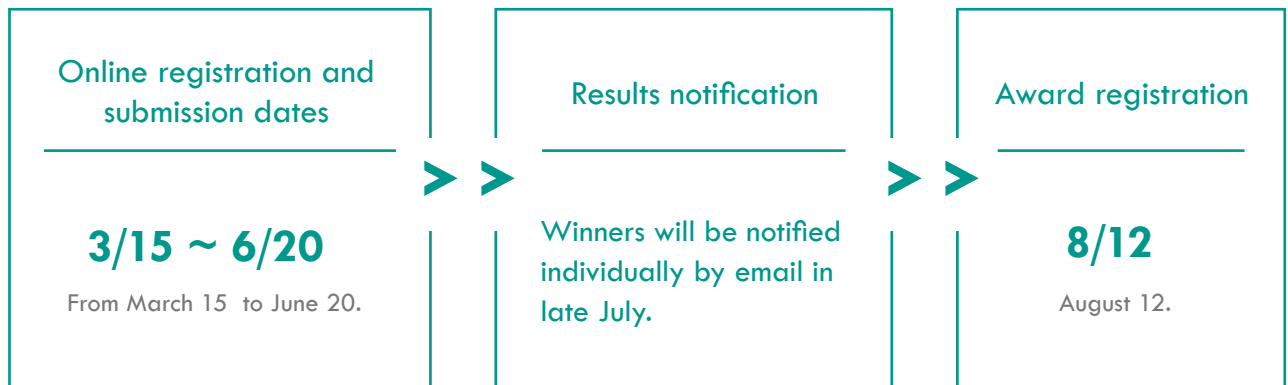 Online registration and
submission dates
3/15 ~ 6/20
From March 15 to June 20.
> >
Results notification
Winners will be notified
individually by email in
late July.
> >
Award registration
8/12
August 12.